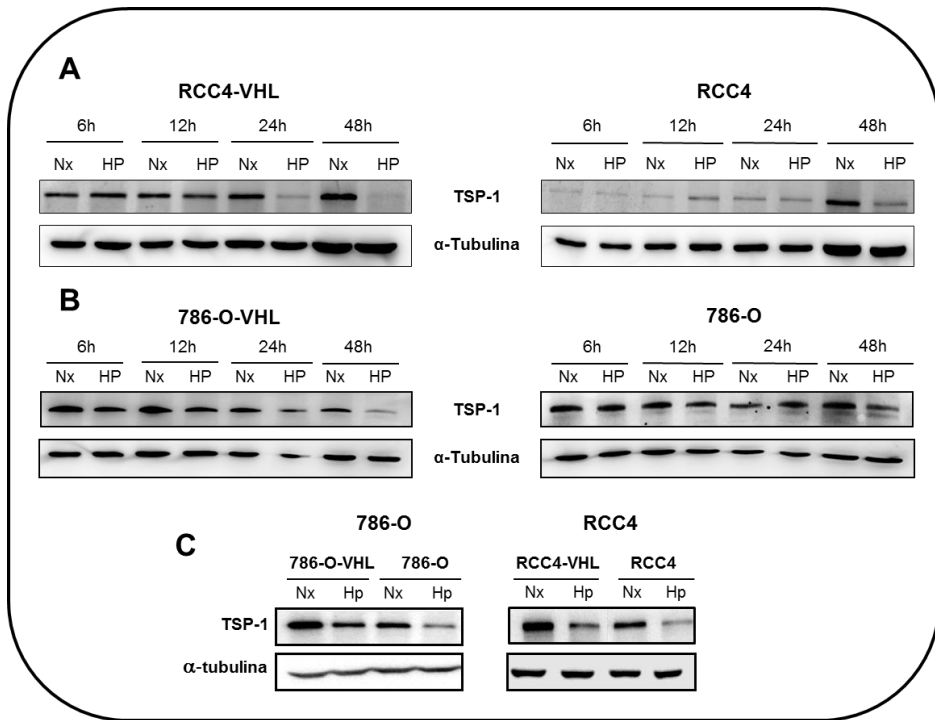 A
RCC4-VHL RCC4
6h 12h 24h 48h 6h 12h 24h 48h
Nx HP Nx HP Nx HP Nx HP Nx HP Nx HP Nx HP Nx HP
TSP-1
α-Tubulina
B
786-O-VHL 786-O
6h 12h 24h 48h 6h 12h 24h 48h
Nx HP Nx HP Nx HP Nx HP Nx HP Nx HP Nx HP Nx HP
TSP-1
α-Tubulina
786-O RCC4
C
786-O-VHL 786-O RCC4-VHL RCC4
Nx Hp Nx Hp Nx Hp Nx Hp
TSP-1
α-tubulina